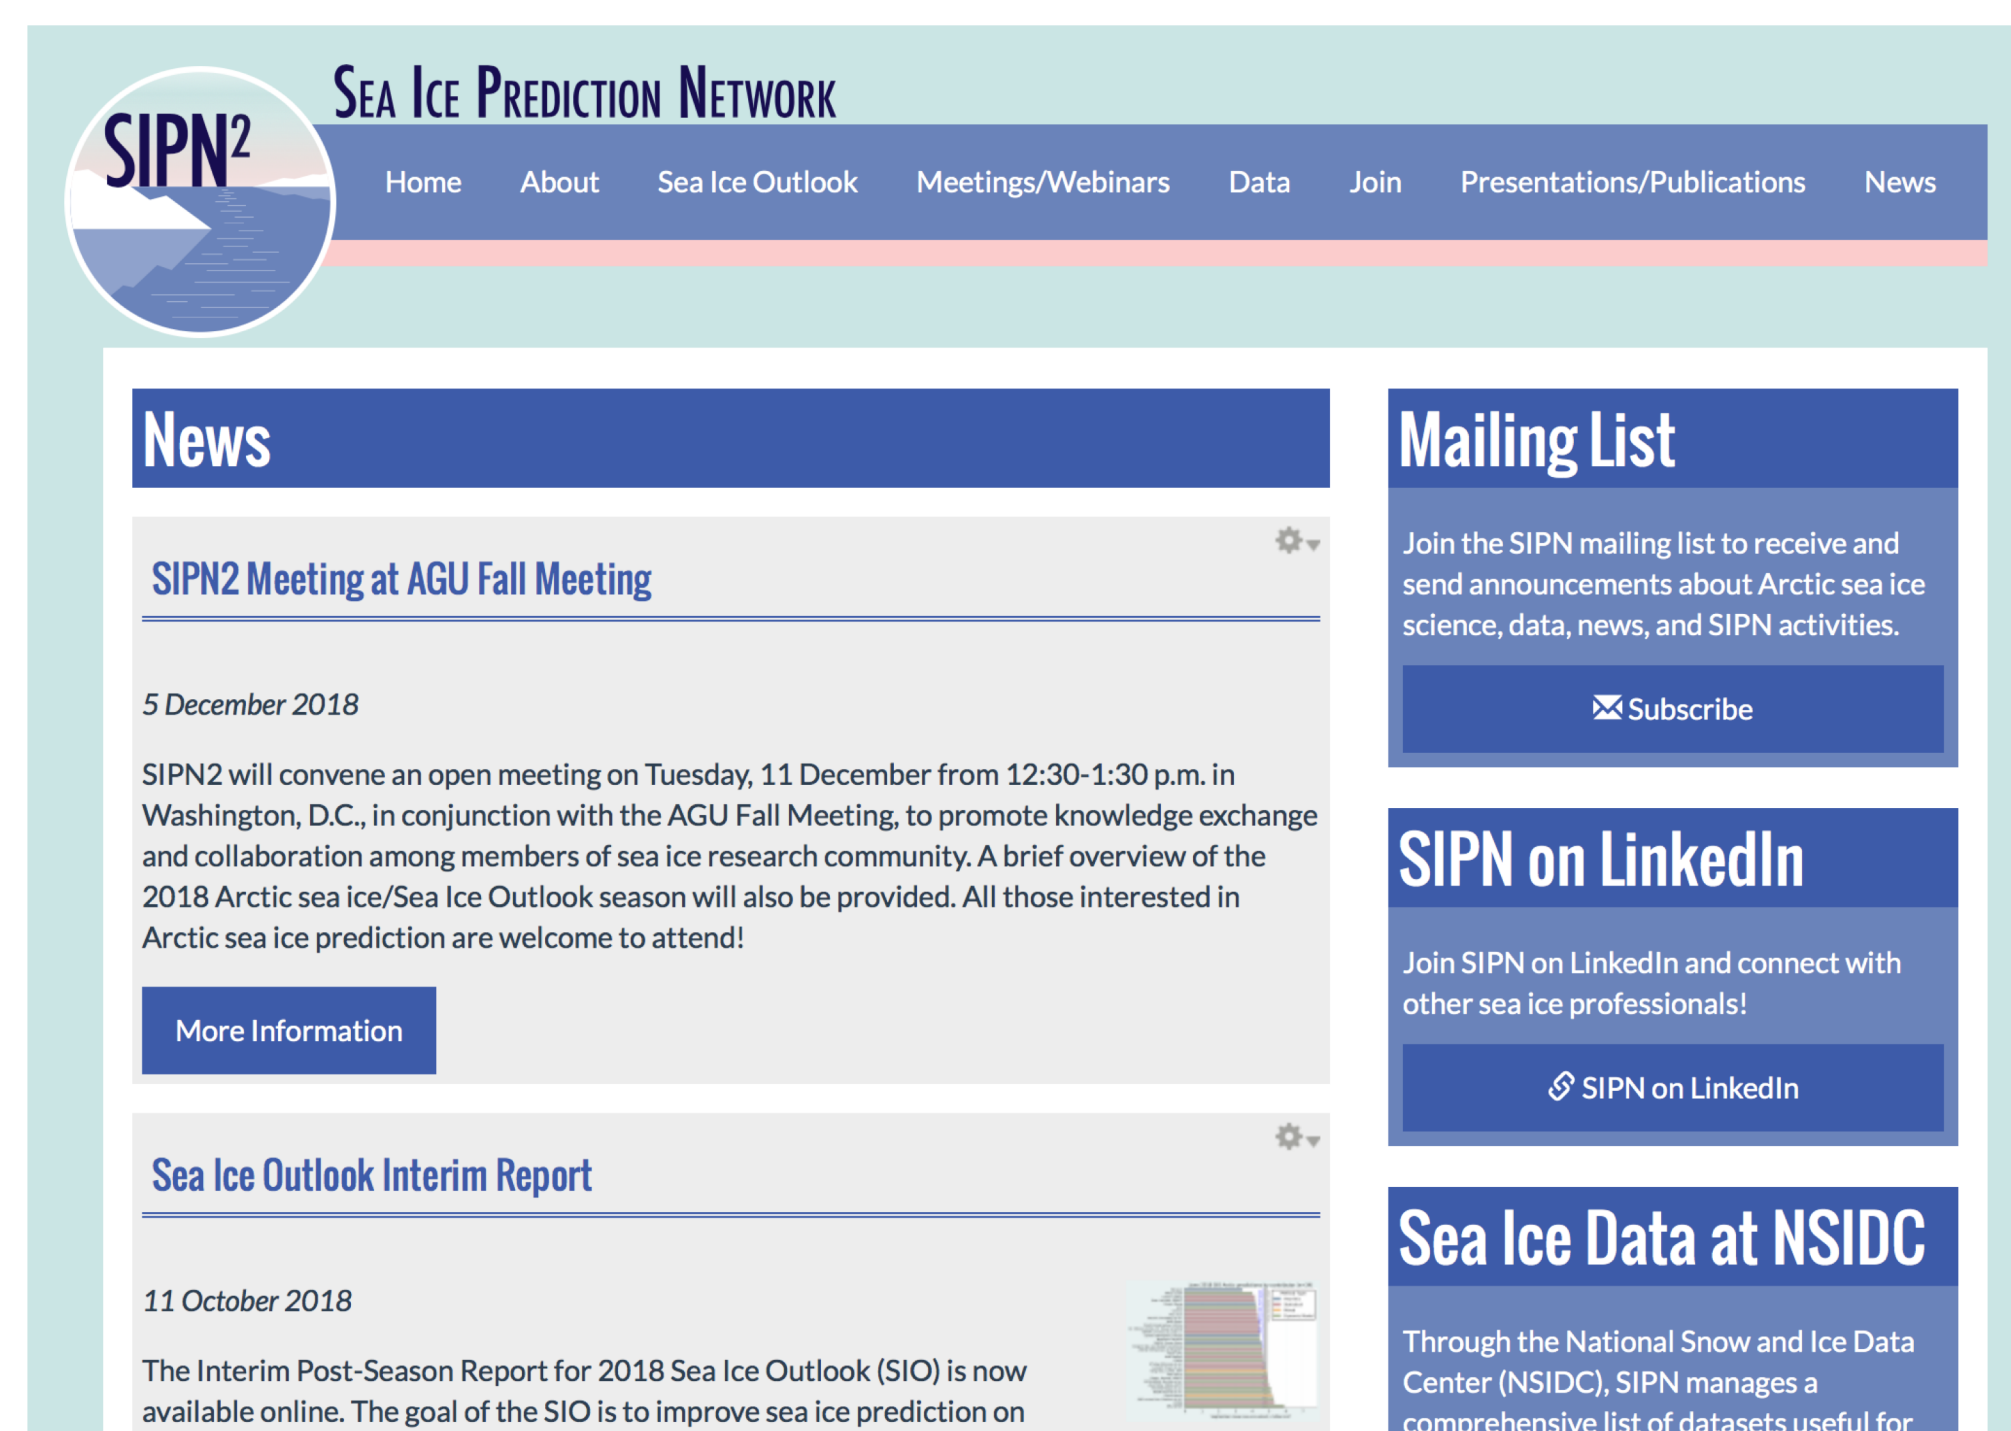 SEA ICE PREDICTION NETWORK
SIPN2
Home About Sea Ice Outlook Meetings/Webinars Data Join Presentations/Publications News
News
SIPN2 Meeting at AGU Fall Meeting
5 December 2018
SIPN2 will convene an open meeting on Tuesday, 11 December from 12:30-1:30 p.m. in
Washington, D.C., in conjunction with the AGU Fall Meeting, to promote knowledge exchange
and collaboration among members of sea ice research community. A brief overview of the
2018 Arctic sea ice/Sea Ice Outlook season will also be provided. All those interested in
Arctic sea ice prediction are welcome to attend!
More Information
Sea Ice Outlook Interim Report
11 October 2018
The Interim Post-Season Report for 2018 Sea Ice Outlook (SIO) is now
available online. The goal of the SIO is to improve sea ice prediction on
Mailing List
Join the SIPN mailing list to receive and
send announcements about Arctic sea ice
science, data, news, and SIPN activities.
Subscribe
SIPN on LinkedIn
Join SIPN on LinkedIn and connect with
other sea ice professionals!
SIPN on LinkedIn
Sea Ice Data at NSIDC
Through the National Snow and Ice Data
Center (NSIDC), SIPN manages a
comprehensive list of datasets useful for